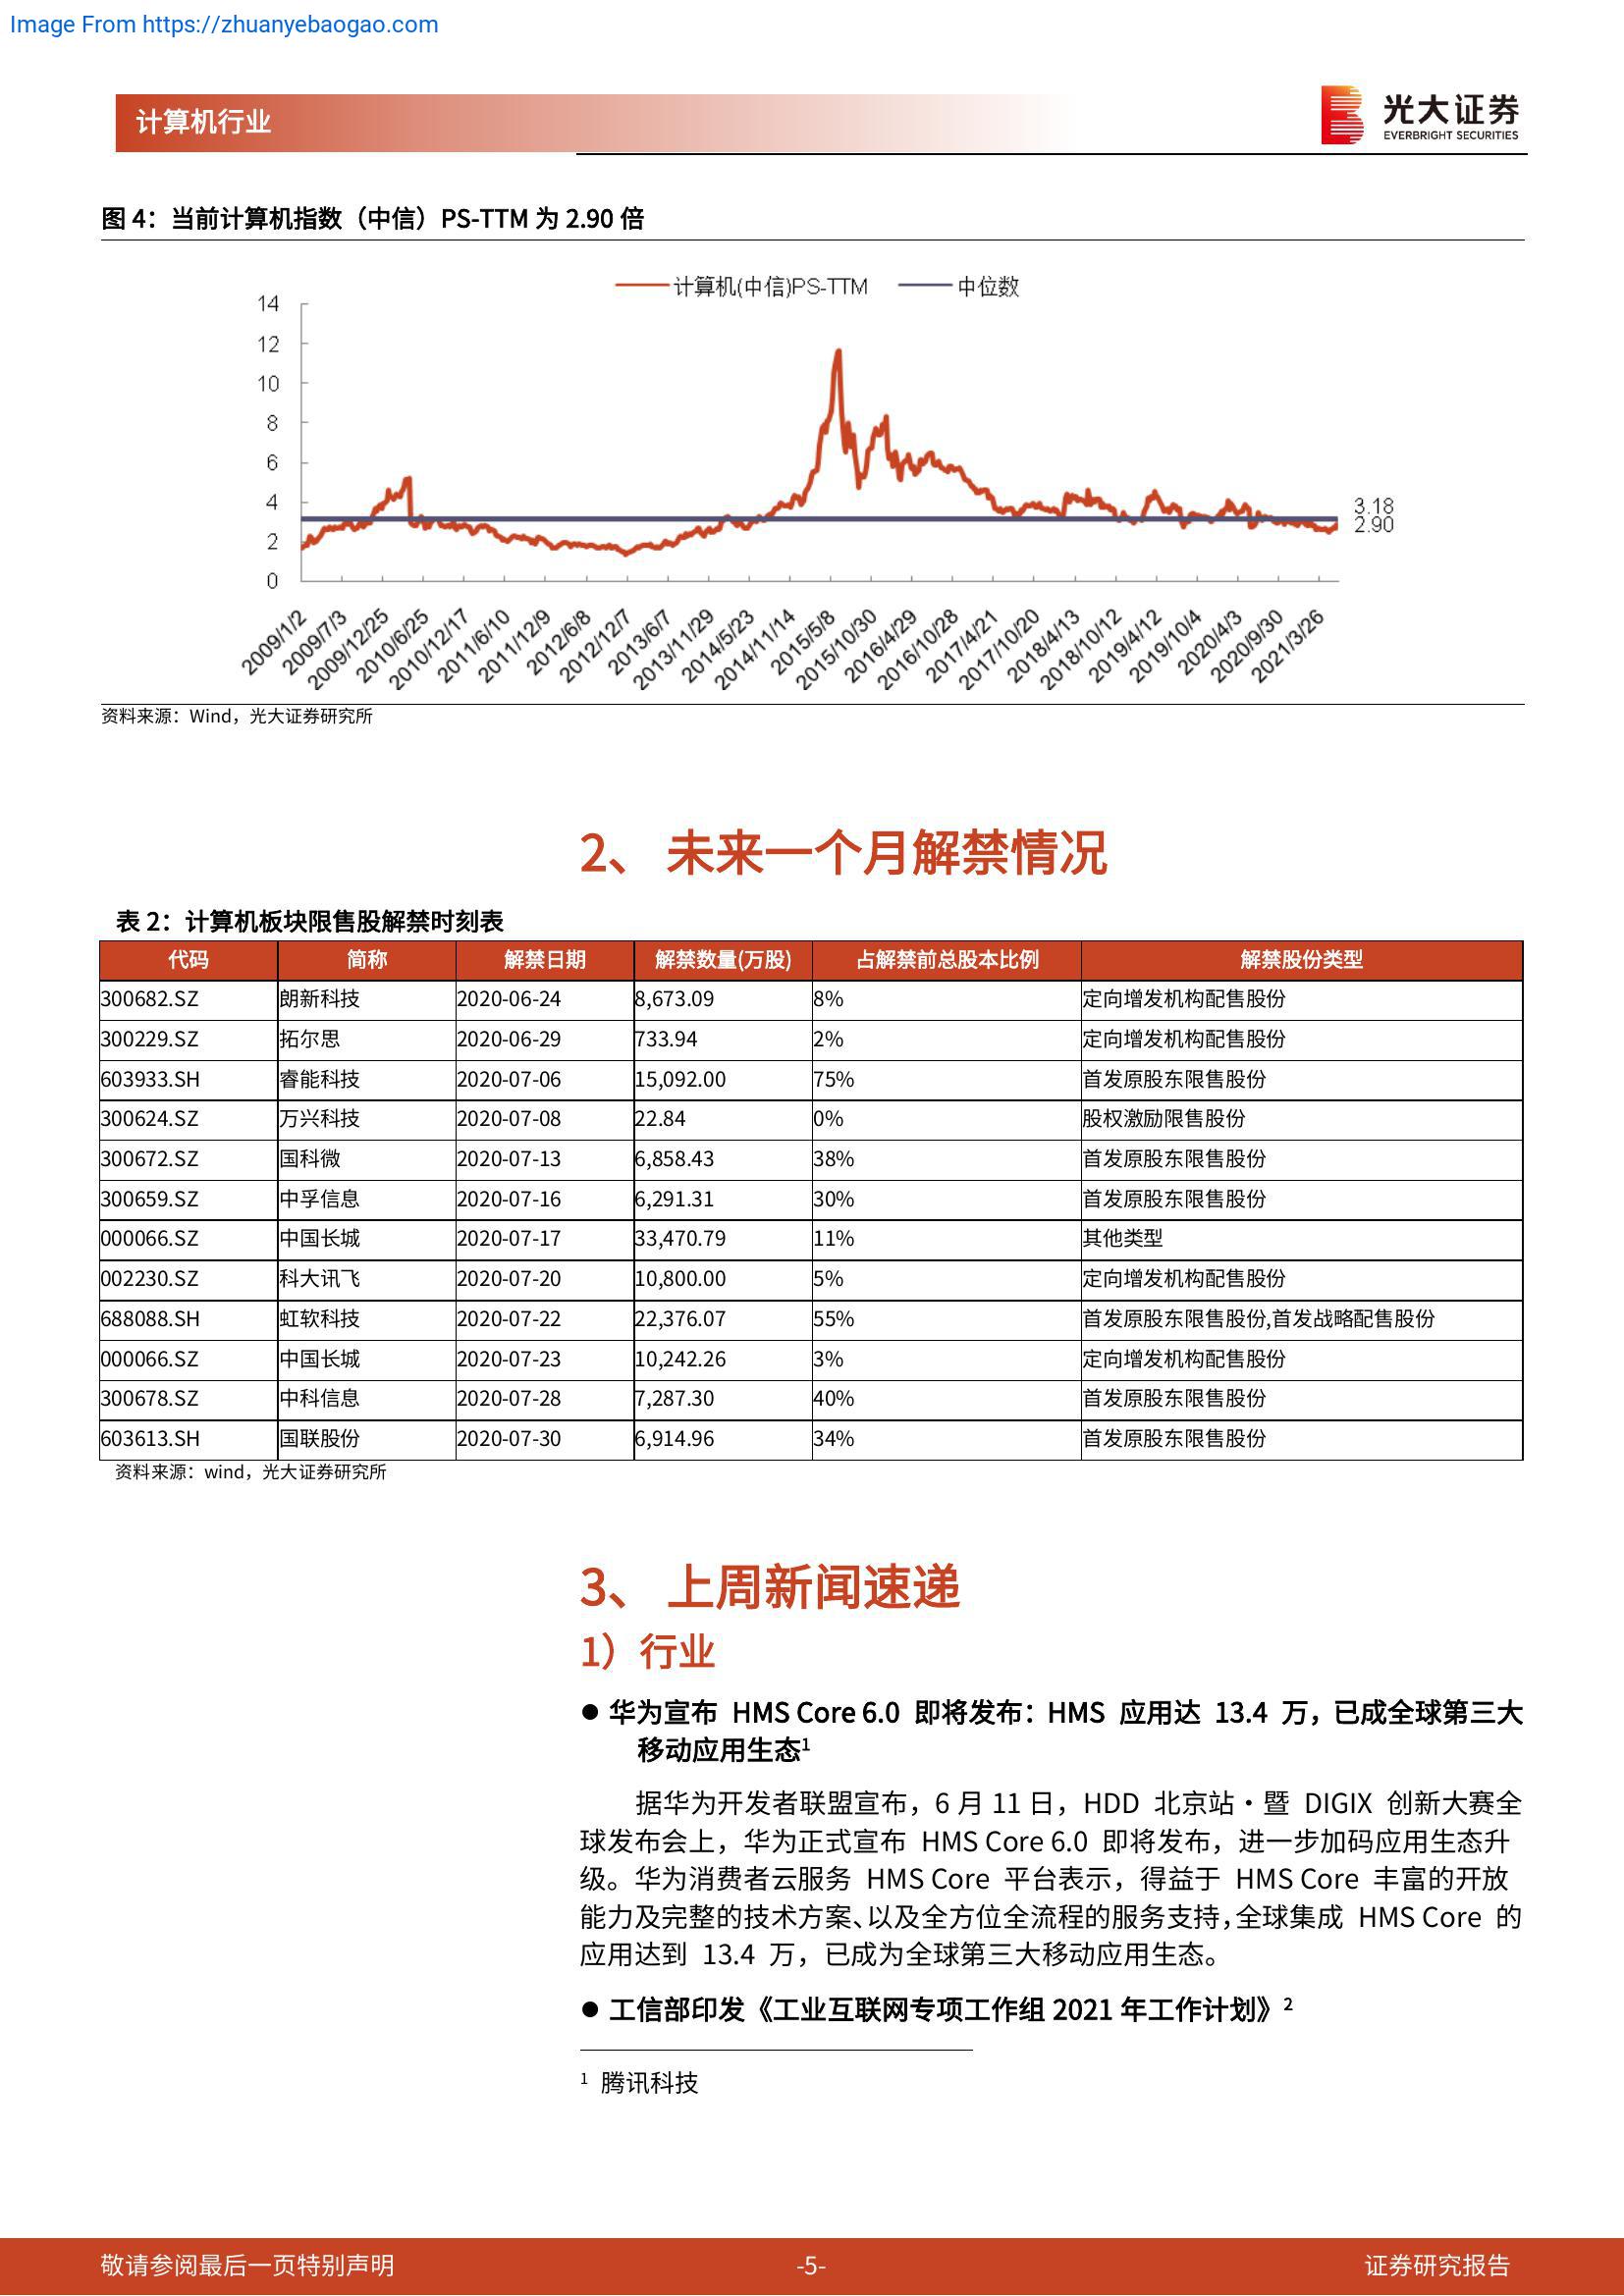 Image From https://zhuanyebaogao.com
计算机行业
光大证券
EVERBRIGHT SECURITIES
图 4：当前计算机指数（中信）PS-TTM 为 2.90 倍
计算机(中信)PS-TTM 中位数
14
12
10
8
6
4
2
0
3.18
2.90
2009/1/2 2009/7/3 2009/12/25 2010/6/25 2010/12/17 2011/6/10 2011/12/9 2012/6/8 2012/12/7 2013/6/7 2013/11/29 2014/5/23 2014/11/14 2015/5/8 2015/10/30 2016/4/29 2016/10/28 2017/4/21 2017/10/20 2018/4/13 2018/10/12 2019/4/12 2019/10/4 2020/4/3 2020/9/30 2021/3/26
资料来源：Wind，光大证券研究所
2、 未来一个月解禁情况
表 2：计算机板块限售股解禁时刻表
代码 简称 解禁日期 解禁数量(万股) 占解禁前总股本比例 解禁股份类型
300682.SZ 朗新科技 2020-06-24 8,673.09 8% 定向增发机构配售股份
300229.SZ 拓尔思 2020-06-29 733.94 2% 定向增发机构配售股份
603933.SH 睿能科技 2020-07-06 15,092.00 75% 首发原股东限售股份
300624.SZ 万兴科技 2020-07-08 22.84 0% 股权激励限售股份
300672.SZ 国科微 2020-07-13 6,858.43 38% 首发原股东限售股份
300659.SZ 中孚信息 2020-07-16 6,291.31 30% 首发原股东限售股份
000066.SZ 中国长城 2020-07-17 33,470.79 11% 其他类型
002230.SZ 科大讯飞 2020-07-20 10,800.00 5% 定向增发机构配售股份
688088.SH 虹软科技 2020-07-22 22,376.07 55% 首发原股东限售股份,首发战略配售股份
000066.SZ 中国长城 2020-07-23 10,242.26 3% 定向增发机构配售股份
300678.SZ 中科信息 2020-07-28 7,287.30 40% 首发原股东限售股份
603613.SH 国联股份 2020-07-30 6,914.96 34% 首发原股东限售股份
资料来源：wind，光大证券研究所
3、 上周新闻速递
1）行业
● 华为宣布 HMS Core 6.0 即将发布：HMS 应用达 13.4 万，已成全球第三大
移动应用生态1
据华为开发者联盟宣布，6 月 11 日，HDD 北京站·暨 DIGIX 创新大赛全
球发布会上，华为正式宣布 HMS Core 6.0 即将发布，进一步加码应用生态升
级。华为消费者云服务 HMS Core 平台表示，得益于 HMS Core 丰富的开放
能力及完整的技术方案、以及全方位全流程的服务支持，全球集成 HMS Core 的
应用达到 13.4 万，已成为全球第三大移动应用生态。
● 工信部印发《工业互联网专项工作组 2021 年工作计划》2
1 腾讯科技
敬请参阅最后一页特别声明 -5- 证券研究报告